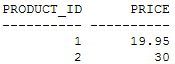 PRODUCT_ID      PRICE
---------- ----------
         1      19.95
         2         30